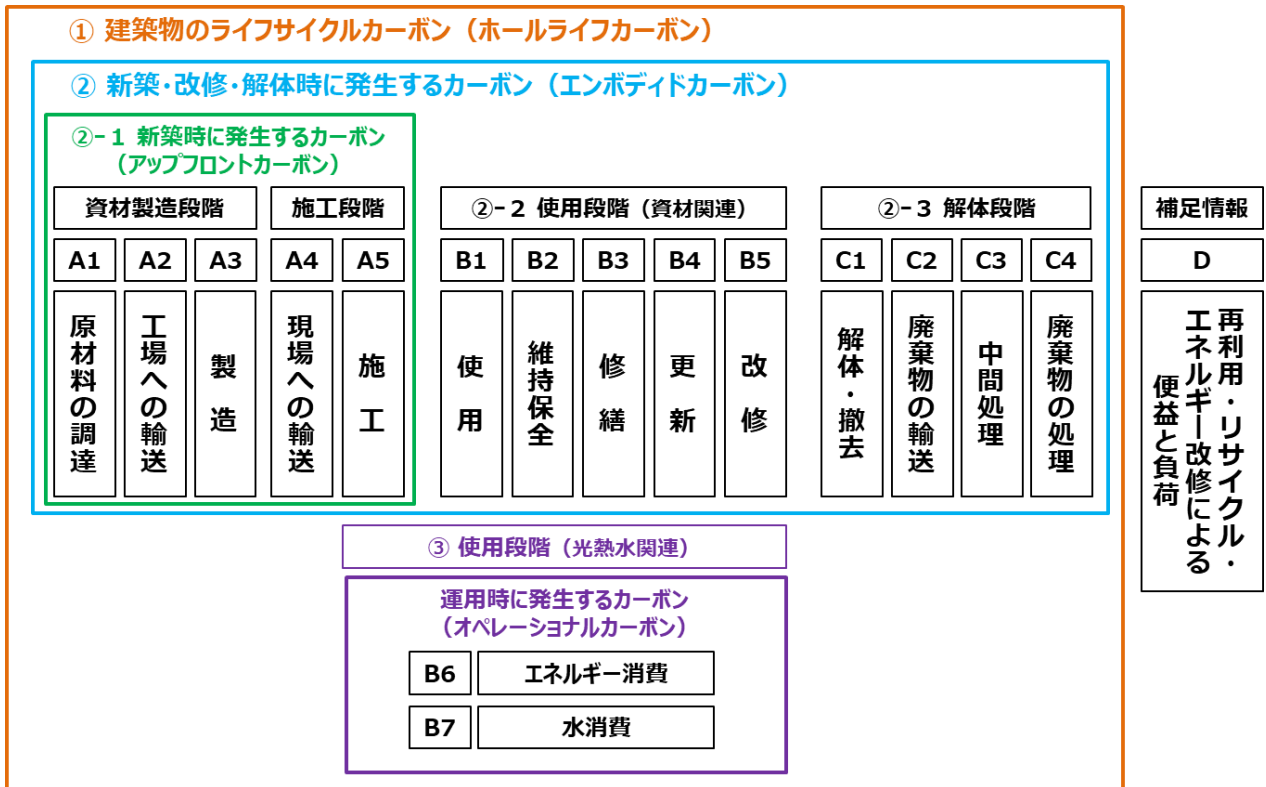 ① 建築物のライフサイクルカーボン（ホールライフカーボン）
② 新築・改修・解体時に発生するカーボン（エンボディドカーボン）
②-1 新築時に発生するカーボン
（アップフロントカーボン）
資材製造段階
施工段階
②-2 使用段階（資材関連）
②-3 解体段階
補足情報
A1
A2
A3
A4
A5
B1
B2
B3
B4
B5
C1
C2
C3
C4
D
原材料の調達
工場への輸送
製造
現場への輸送
施工
使用
維持保全
修繕
更新
改修
解体・撤去
廃棄物の輸送
中間処理
廃棄物の処理
再利用・リサイクル・
エネルギー改修による
便益と負荷
③ 使用段階（光熱水関連）
運用時に発生するカーボン
（オペレーショナルカーボン）
B6
エネルギー消費
B7
水消費